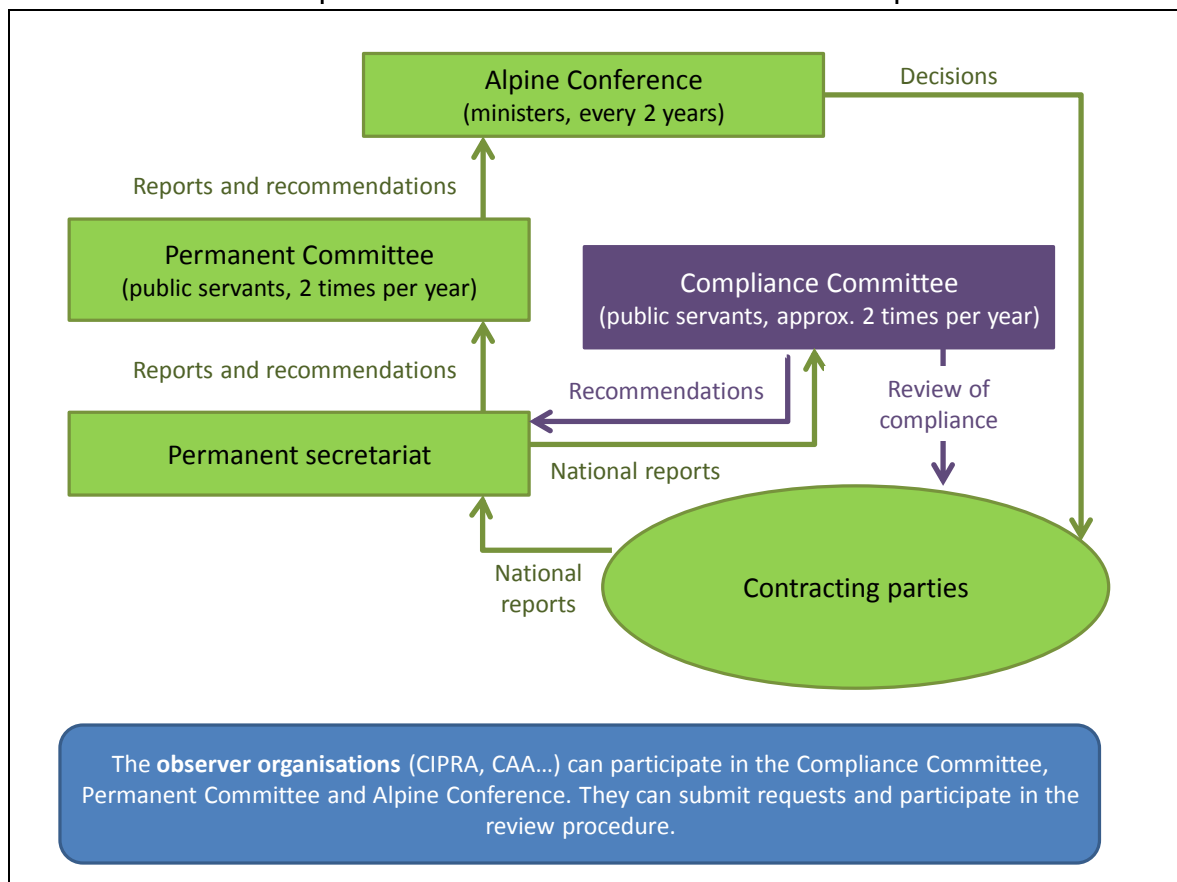 Alpine Conference
(ministers, every 2 years)
Decisions
Reports and recommendations
Permanent Committee
(public servants, 2 times per year)
Compliance Committee
(public servants, approx. 2 times per year)
Reports and recommendations
Recommendations
Review of
compliance
Permanent secretariat
National reports
National
reports
Contracting parties
The observer organisations (CIPRA, CAA...) can participate in the Compliance Committee,
Permanent Committee and Alpine Conference. They can submit requests and participate in the
review procedure.